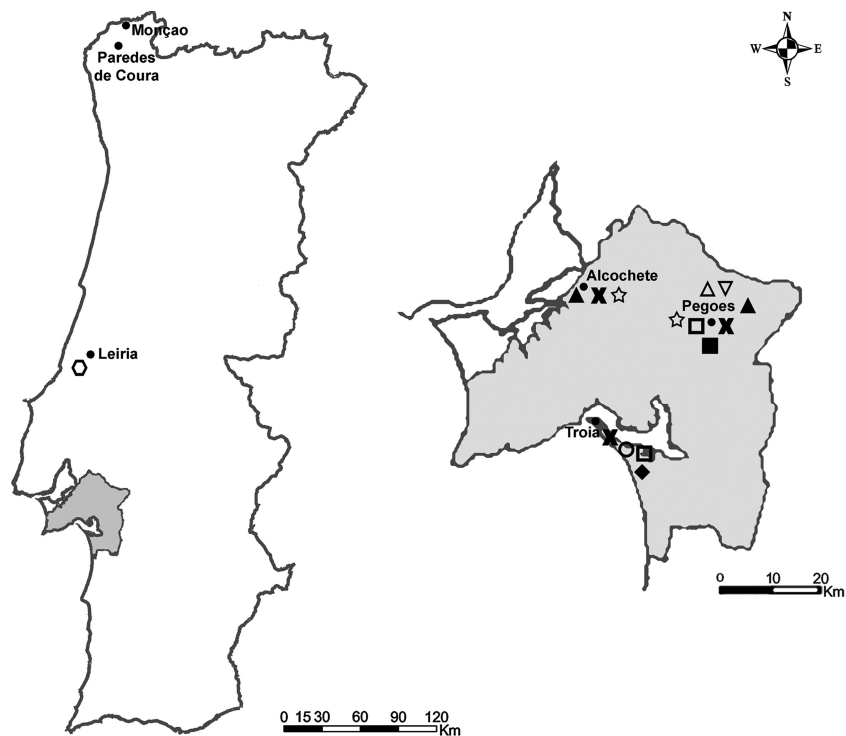 Monçao
Paredes
de Coura
N
W E
S
Alcochete
Pegoes
Leiria
Troia
0 10 20
Km
0 15 30 60 90 120
Km